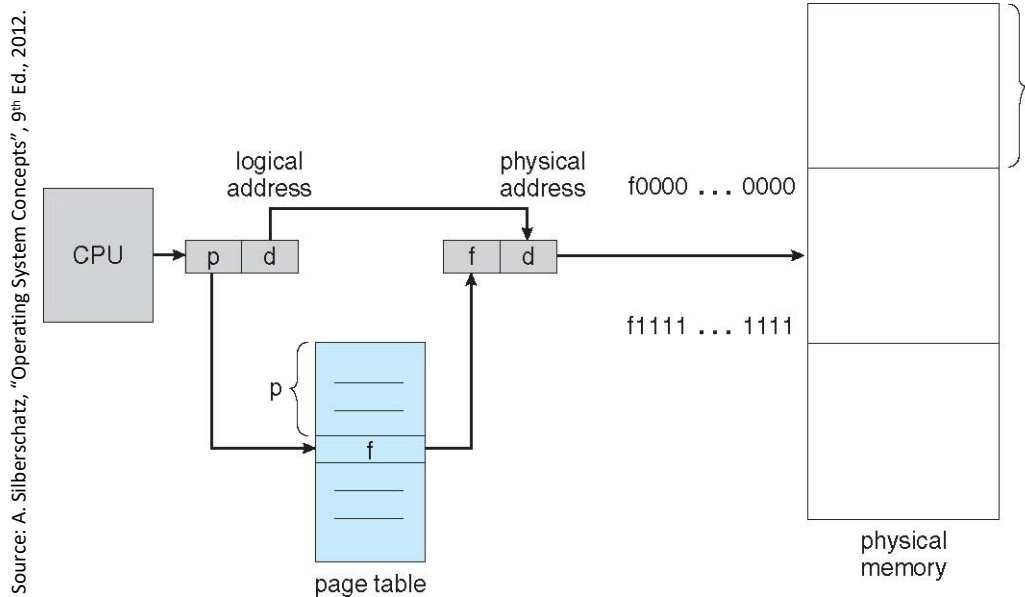 Source: A. Silberschatz, “Operating System Concepts”, 9th Ed., 2012.
logical
address
physical
address
f0000 ... 0000
CPU
p
d
f
d
f1111 ... 1111
p
f
page table
physical
memory